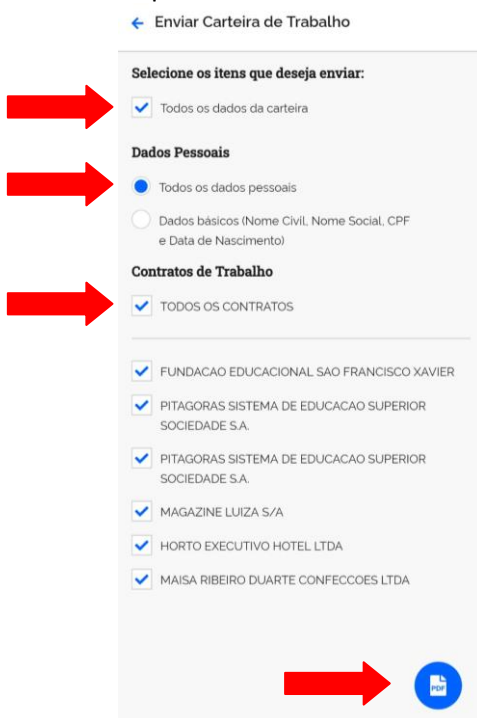 Enviar Carteira de Trabalho
Selecione os itens que deseja enviar:
Todos os dados da carteira
Dados Pessoais
Todos os dados pessoais
Dados básicos (Nome Civil, Nome Social, CPF
e Data de Nascimento)
Contratos de Trabalho
TODOS OS CONTRATOS
FUNDACAO EDUCACIONAL SAO FRANCISCO XAVIER
PITAGORAS SISTEMA DE EDUCACAO SUPERIOR
SOCIEDADE S.A.
PITAGORAS SISTEMA DE EDUCACAO SUPERIOR
SOCIEDADE S.A.
MAGAZINE LUIZA S/A
HORTO EXECUTIVO HOTEL LTDA
MAISA RIBEIRO DUARTE CONFECCOES LTDA
PDF